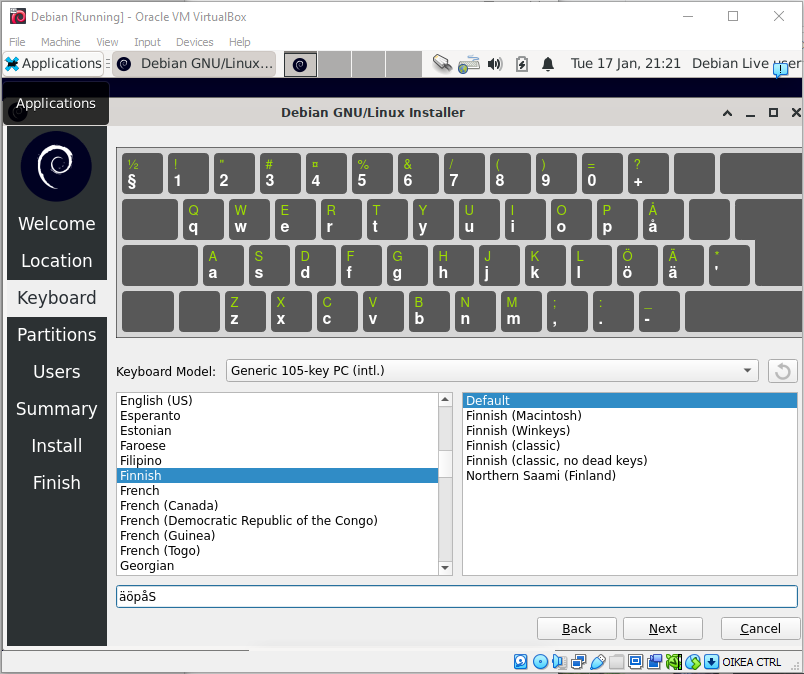 Debian [Running] - Oracle VM VirtualBox
File Machine View Input Devices Help
Applications Debian GNU/Linux... Tue 17 Jan, 21:21 Debian Live user
Applications
Debian GNU/Linux Installer
½ ! " # ¤ % & / ( ) = ?
§ 1 2 3 4 5 6 7 8 9 0 +
Q W E R T Y U I O P Å
q w e r t y u i o p å
A S D F G H J K L Ö Ä *
a s d f g h j k l ö ä '
Z X C V B N M ; : _
z x c v b n m , . -
Welcome
Location
Keyboard
Partitions
Users
Summary
Install
Finish
Keyboard Model: Generic 105-key PC (intl.)
English (US)
Esperanto
Estonian
Faroese
Filipino
Finnish
French
French (Canada)
French (Democratic Republic of the Congo)
French (Guinea)
French (Togo)
Georgian
Default
Finnish (Macintosh)
Finnish (Winkeys)
Finnish (classic)
Finnish (classic, no dead keys)
Northern Saami (Finland)
äöpåS
Back Next Cancel
OIKEA CTRL